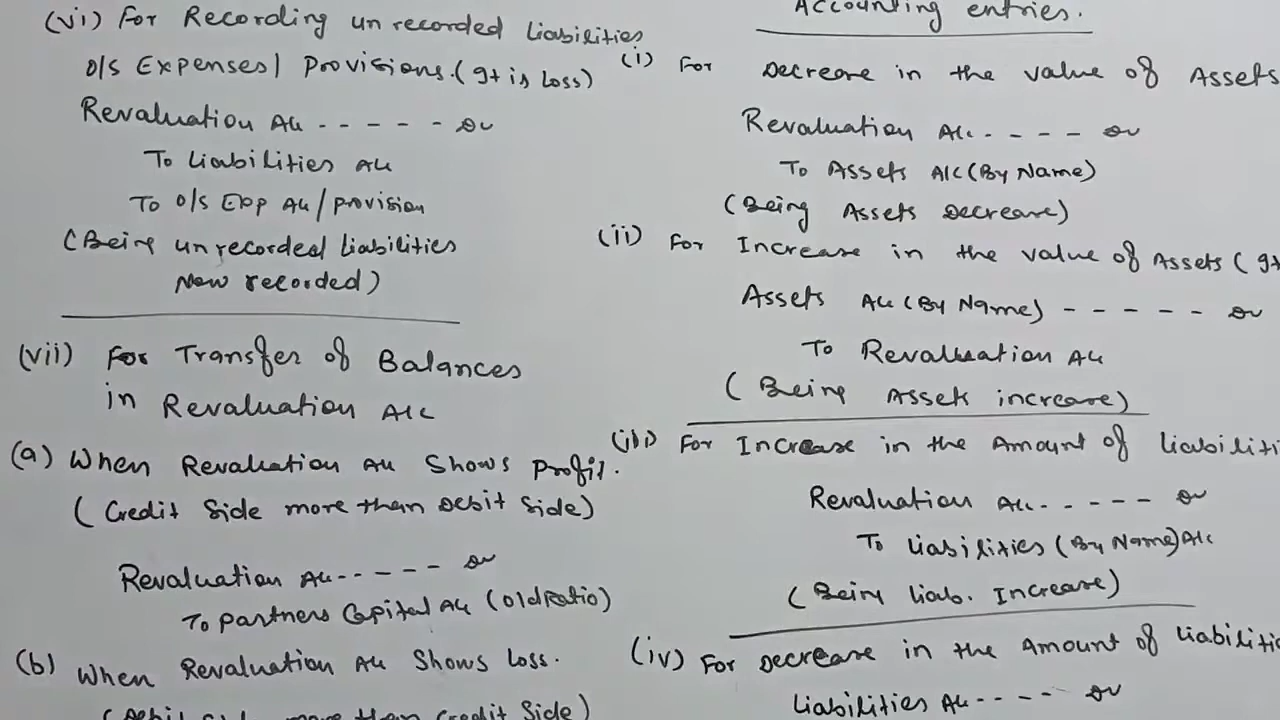 (vi) For Recording unrecorded Liabilities
O/S Expenses/ Provisions. (It is Loss)
Revaluation A/c - - - - - Dr
To Liabilities A/c
To O/S Exp A/c / provision
(Being unrecorded Liabilities
Now recorded)
(vii) For Transfer of Balances
in Revaluation A/c
(a) When Revaluation A/c Shows Profit.
(Credit Side more than Debit Side)
Revaluation A/c - - - - - Dr
To partners Capital A/c (Old Ratio)
(b) When Revaluation A/c Shows Loss.
more than Credit Side)
Accounting entries.
(i) For Decrease in the value of Assets
Revaluation A/c. - - - - Dr
To Assets A/c (By Name)
(Being Assets Decrease)
(ii) For Increase in the value of Assets (
Assets A/c (By Name) - - - - - Dr
To Revaluation A/c
(Being Assets increase)
(iii) For Increase in the Amount of
Revaluation A/c. - - - - Dr
To Liabilities (By Name) A/c
(Being Liab. Increase)
(iv) For Decrease in the Amount of
Liabilities A/c - - - - Dr